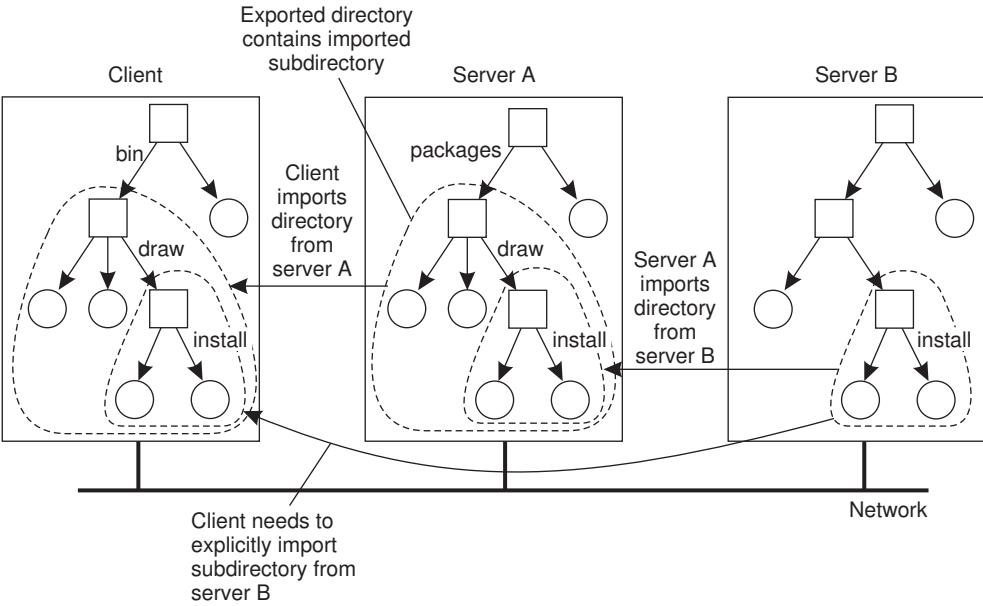 Exported directory
contains imported
subdirectory
Client
Server A
Server B
bin
packages
Client
imports
directory
from
server A
draw
draw
Server A
imports
directory
from
server B
install
install
install
Network
Client needs to
explicitly import
subdirectory from
server B